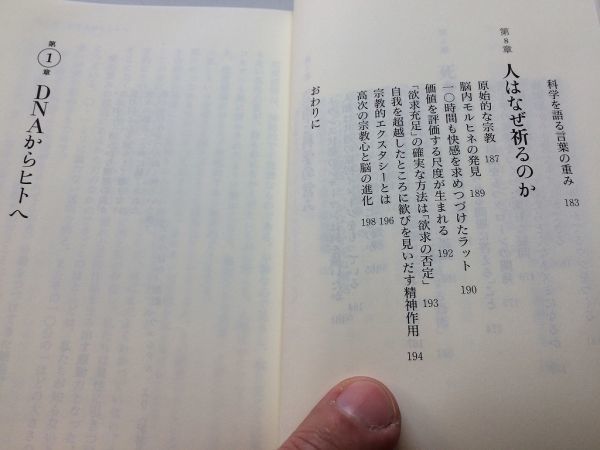 科学を語る言葉の重み 183
第8章 人はなぜ祈るのか
原始的な宗教 187
脳内モルヒネの発見 189
一〇時間も快感を求めつづけたラット 190
価値を評価する尺度が生まれる 192
「欲求充足」の確実な方法は「欲求の否定」 193
自我を超越したところに歓びを見いだす精神作用 194
宗教的エクスタシーとは 196
高次の宗教心と脳の進化 198
おわりに
第1章 DNAからヒトへ